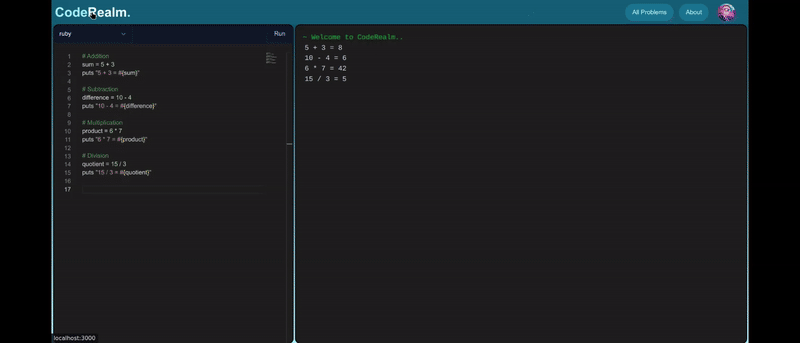 CodeRealm.
All Problems
About
ruby
Run
1 # Addition
2 sum = 5 + 3
3 puts "5 + 3 = #{sum}"
4
5 # Subtraction
6 difference = 10 - 4
7 puts "10 - 4 = #{difference}"
8
9 # Multiplication
10 product = 6 * 7
11 puts "6 * 7 = #{product}"
12
13 # Division
14 quotient = 15 / 3
15 puts "15 / 3 = #{quotient}"
16
17
~ Welcome to CodeRealm..
5 + 3 = 8
10 - 4 = 6
6 * 7 = 42
15 / 3 = 5
localhost:3000